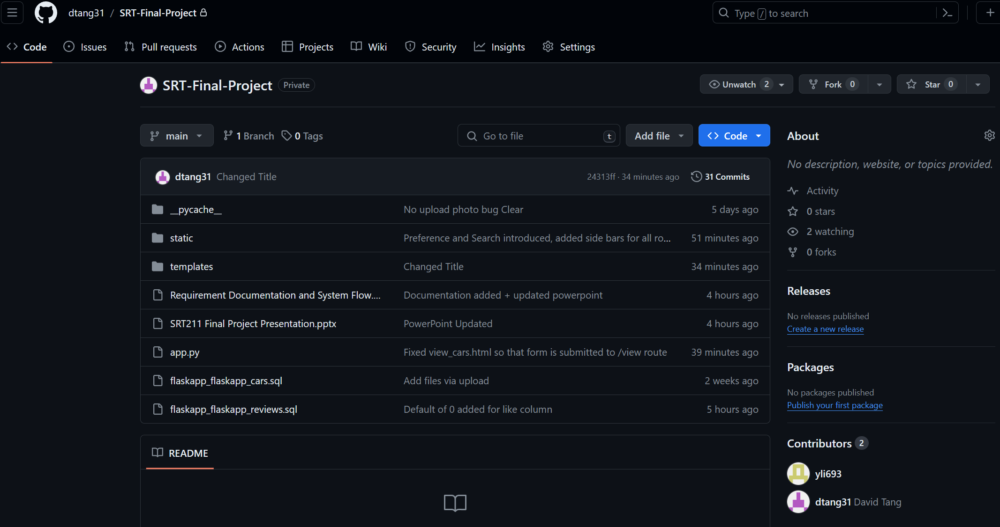 dtang31 / SRT-Final-Project
Type / to search
Code Issues Pull requests Actions Projects Wiki Security Insights Settings
SRT-Final-Project Private
Unwatch 2 Fork 0 Star 0
main 1 Branch 0 Tags
Go to file t Add file Code
dtang31 Changed Title 24313ff · 34 minutes ago 31 Commits
__pycache__ No upload photo bug Clear 5 days ago
static Preference and Search introduced, added side bars for all ro... 51 minutes ago
templates Changed Title 34 minutes ago
Requirement Documentation and System Flow.... Documentation added + updated powerpoint 4 hours ago
SRT211 Final Project Presentation.pptx PowerPoint Updated 4 hours ago
app.py Fixed view_cars.html so that form is submitted to /view route 39 minutes ago
flaskapp_flaskapp_cars.sql Add files via upload 2 weeks ago
flaskapp_flaskapp_reviews.sql Default of 0 added for like column 5 hours ago
README
About
No description, website, or topics provided.
Activity
0 stars
2 watching
0 forks
Releases
No releases published
Create a new release
Packages
No packages published
Publish your first package
Contributors 2
yli693
dtang31 David Tang